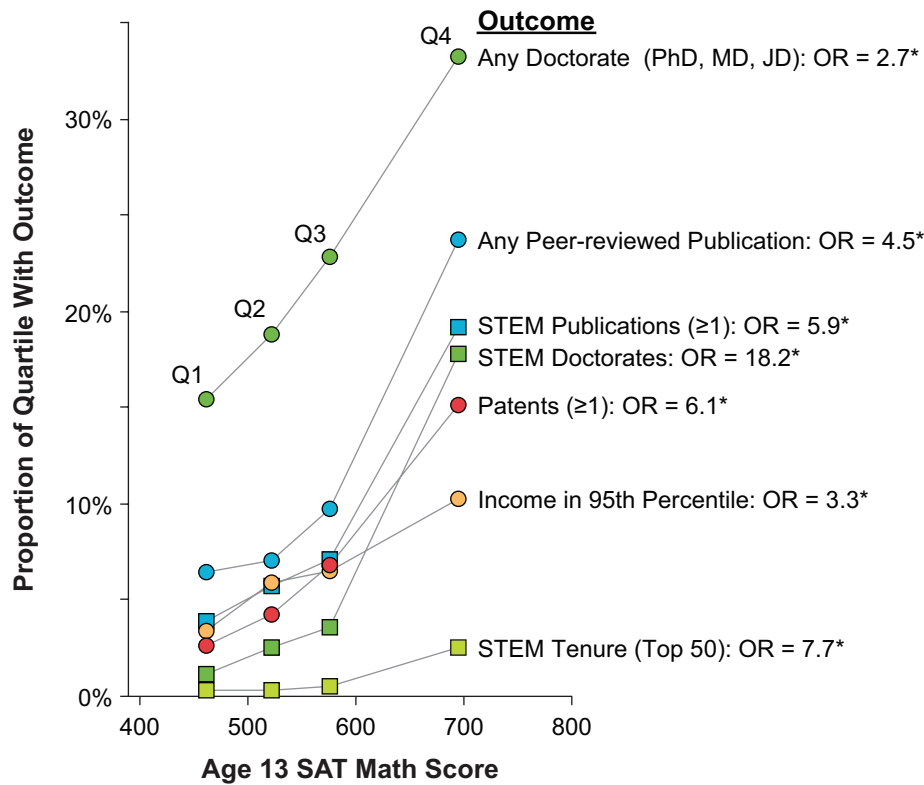 Outcome
Q4
Any Doctorate (PhD, MD, JD): OR = 2.7*
30%
Q3
Any Peer-reviewed Publication: OR = 4.5*
Q2
20%
STEM Publications (≥1): OR = 5.9*
STEM Doctorates: OR = 18.2*
Q1
Patents (≥1): OR = 6.1*
10%
Income in 95th Percentile: OR = 3.3*
STEM Tenure (Top 50): OR = 7.7*
0%
400 500 600 700 800
Age 13 SAT Math Score
Proportion of Quartile With Outcome